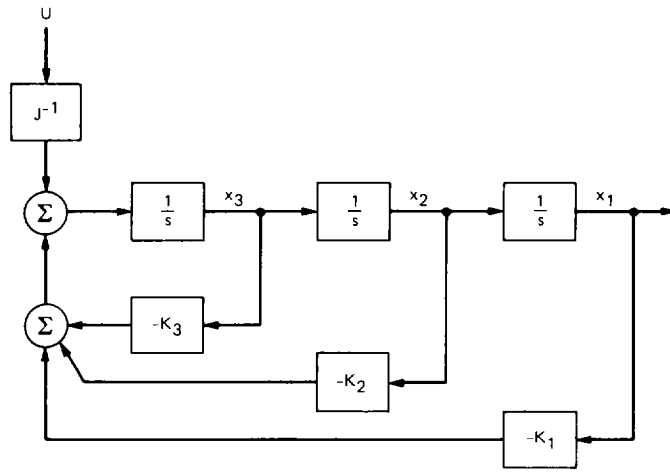 U
J⁻¹
Σ
1/s
x₃
1/s
x₂
1/s
x₁
Σ
-K₃
-K₂
-K₁